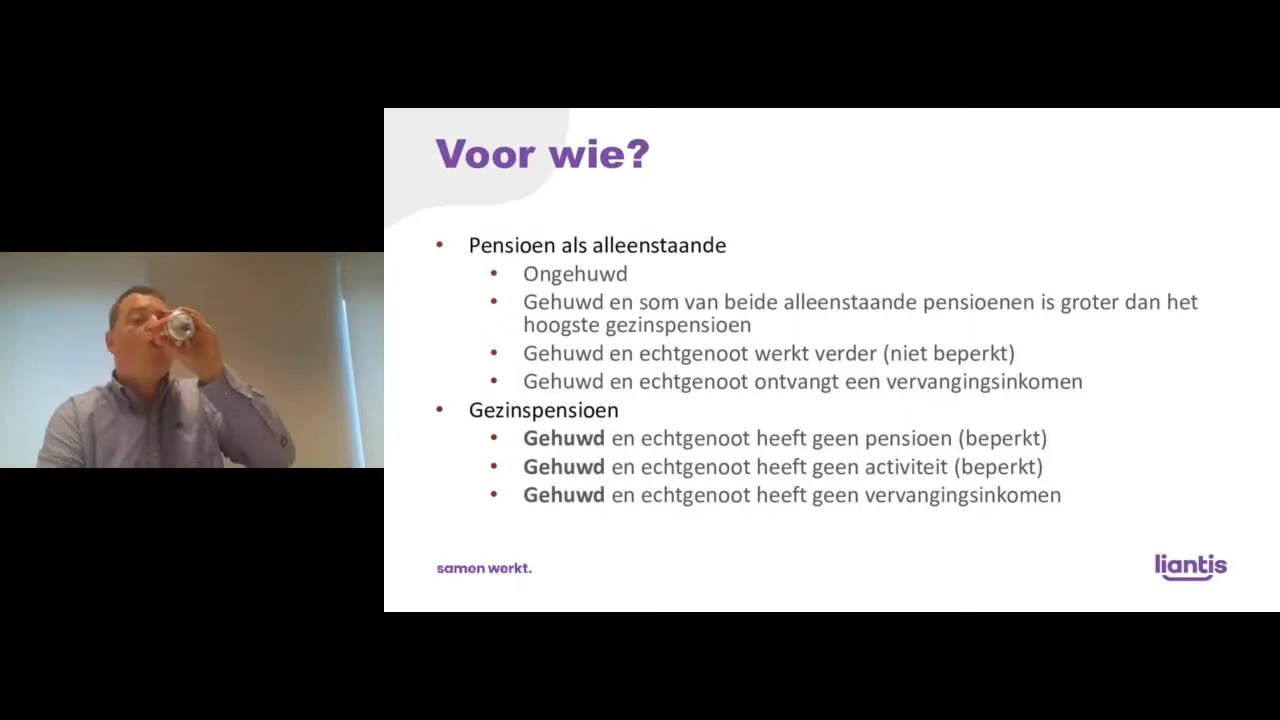 Voor wie?
• Pensioen als alleenstaande
• Ongehuwd
• Gehuwd en som van beide alleenstaande pensioenen is groter dan het
hoogste gezinspensioen
• Gehuwd en echtgenoot werkt verder (niet beperkt)
• Gehuwd en echtgenoot ontvangt een vervangingsinkomen
• Gezinspensioen
• Gehuwd en echtgenoot heeft geen pensioen (beperkt)
• Gehuwd en echtgenoot heeft geen activiteit (beperkt)
• Gehuwd en echtgenoot heeft geen vervangingsinkomen
samen werkt.
liantis